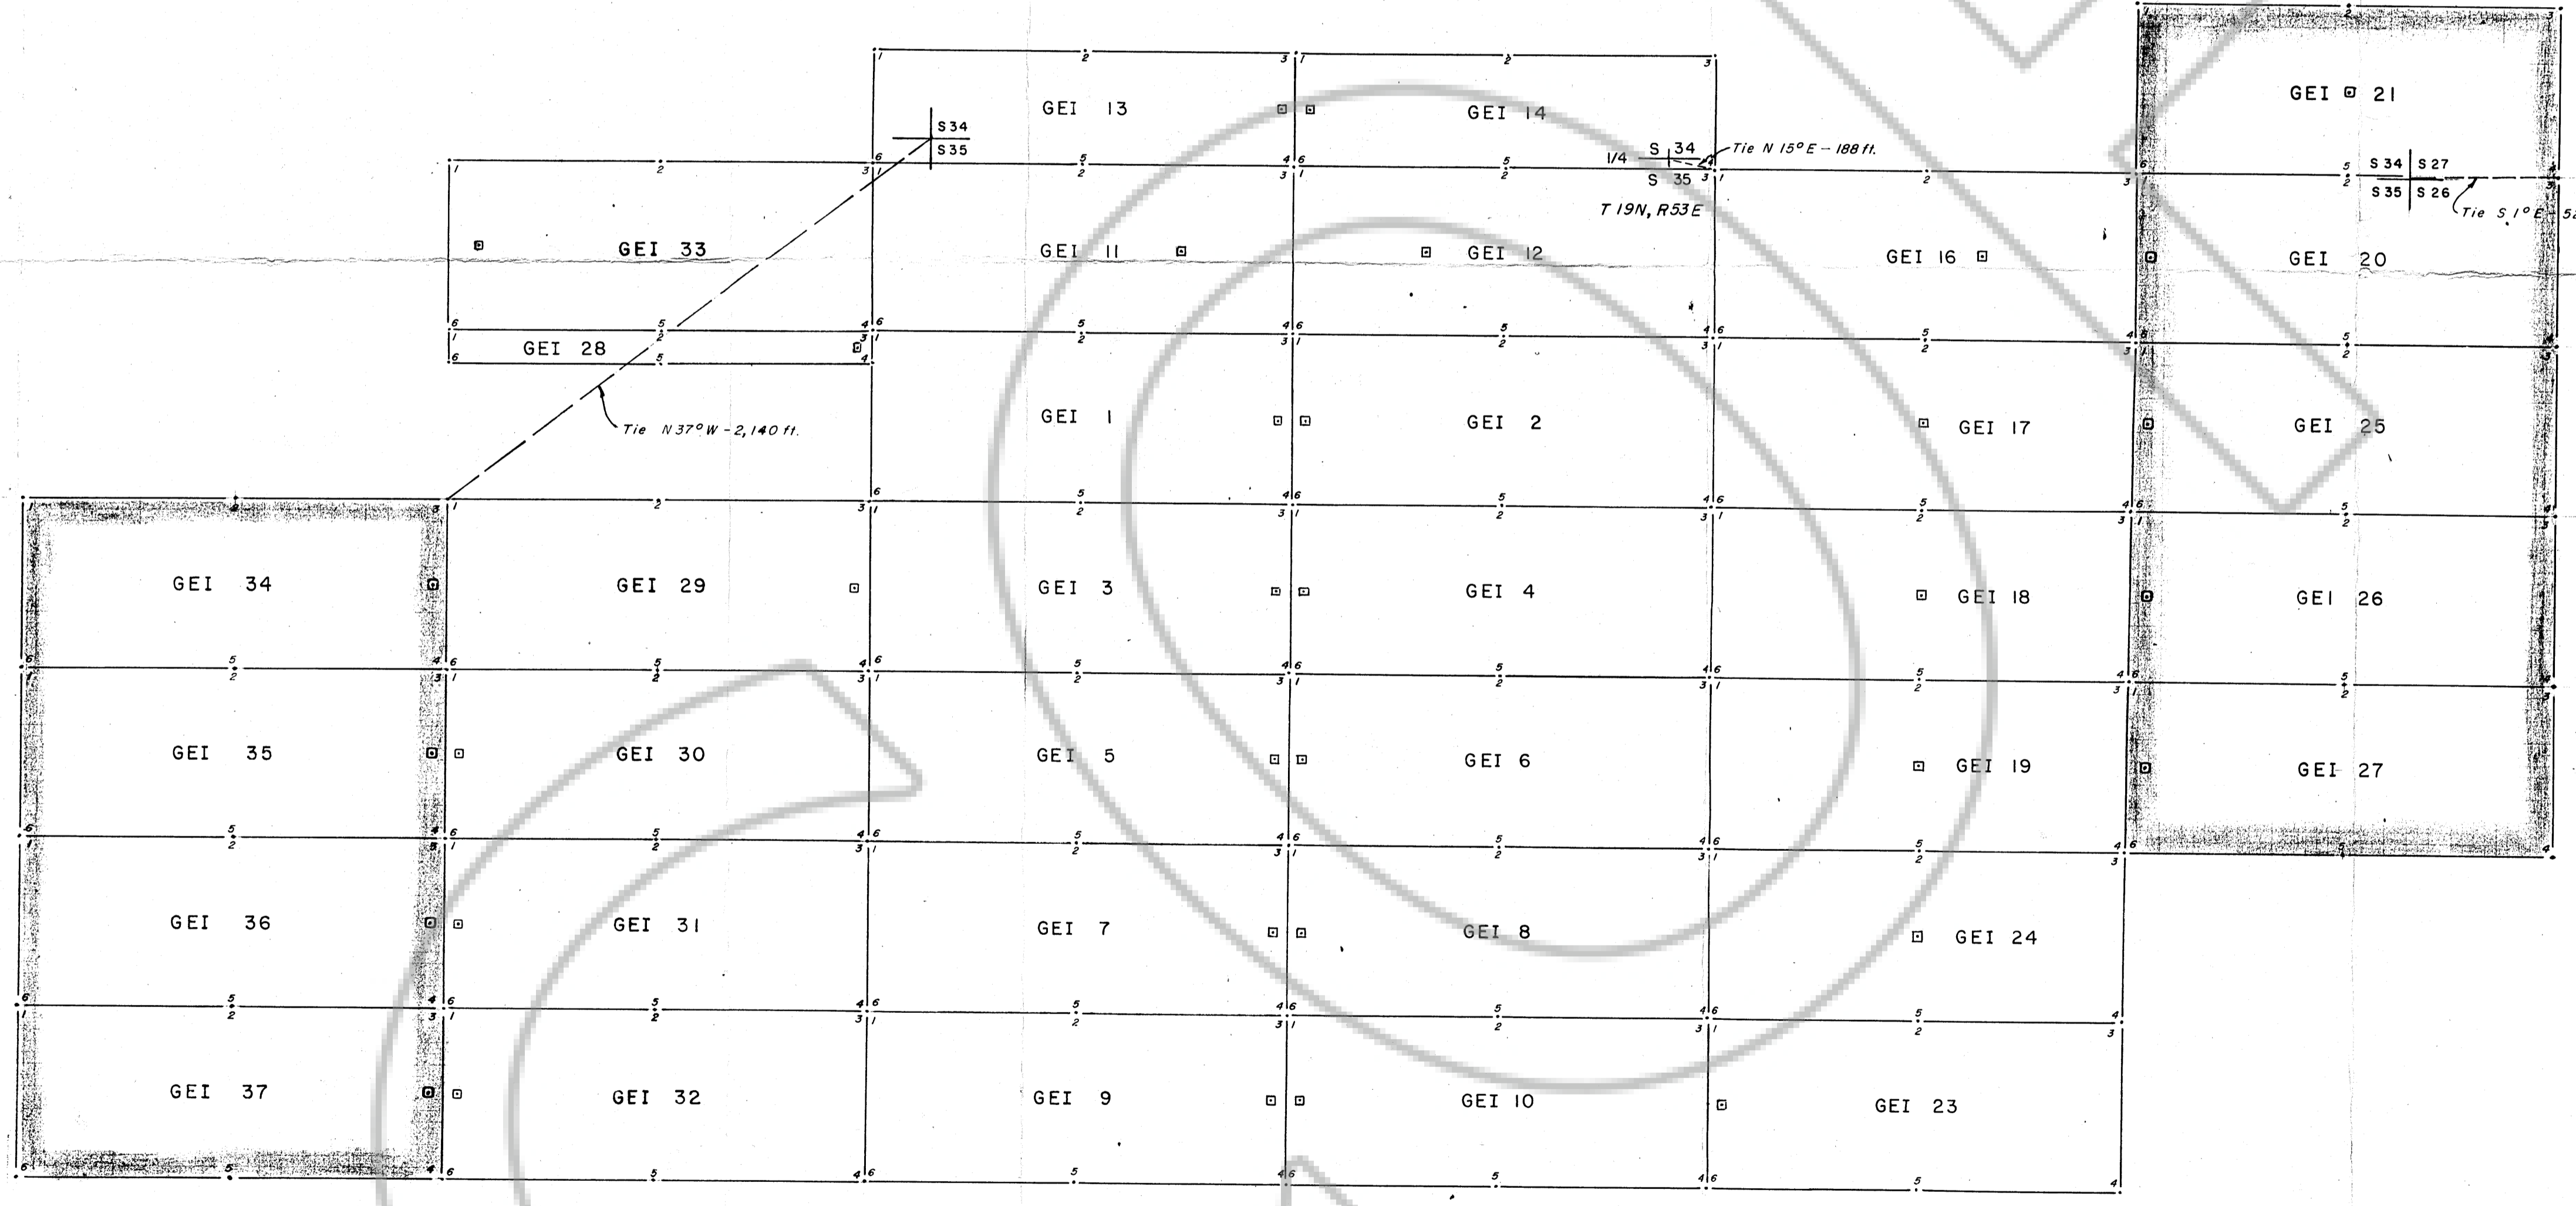 GEI 21
GEI 13
GEI 14
S 34
S 35
1/4
S 34
S 35
Tie N 15° E - 188 ft.
T 19N, R53E
S 34 S 27
S 35 S 26
Tie S 1° E
GEI 33
GEI 11
GEI 12
GEI 16
GEI 20
GEI 28
Tie N 37° W - 2,140 ft.
GEI 1
GEI 2
GEI 17
GEI 25
GEI 34
GEI 29
GEI 3
GEI 4
GEI 18
GEI 26
GEI 35
GEI 30
GEI 5
GEI 6
GEI 19
GEI 27
GEI 36
GEI 31
GEI 7
GEI 8
GEI 24
GEI 37
GEI 32
GEI 9
GEI 10
GEI 23